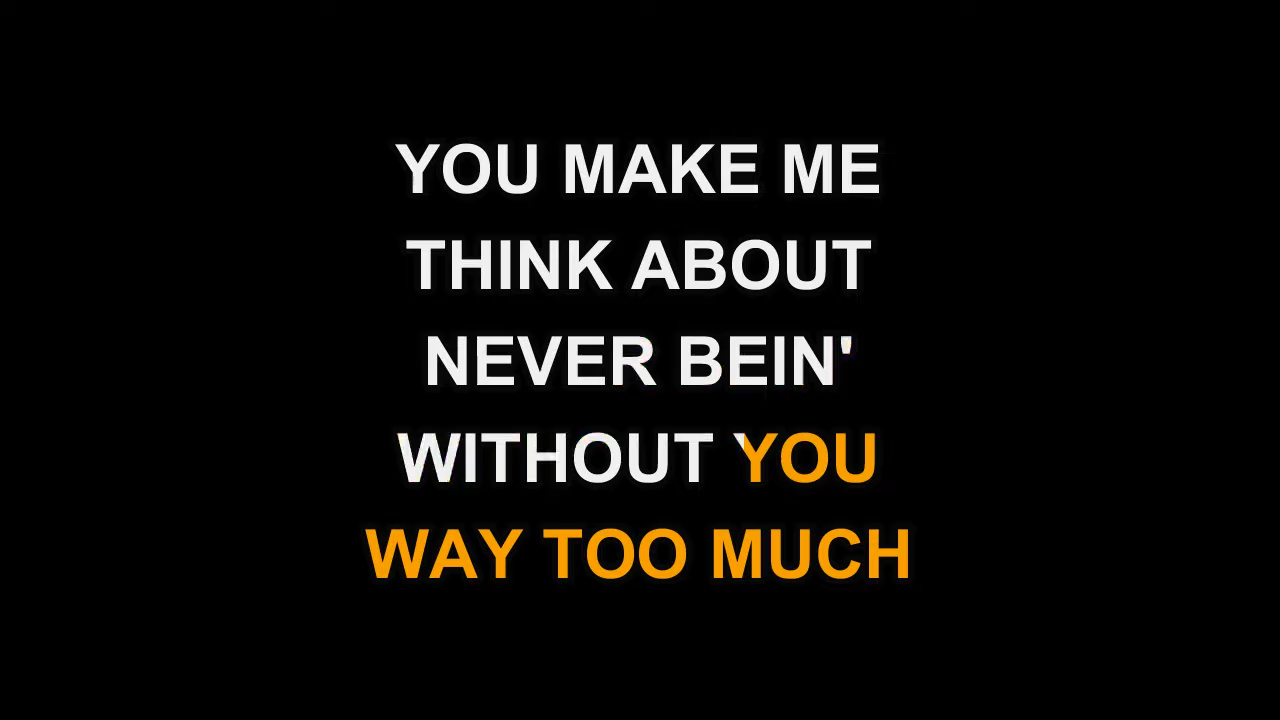 YOU MAKE ME
THINK ABOUT
NEVER BEIN'
WITHOUT YOU
WAY TOO MUCH